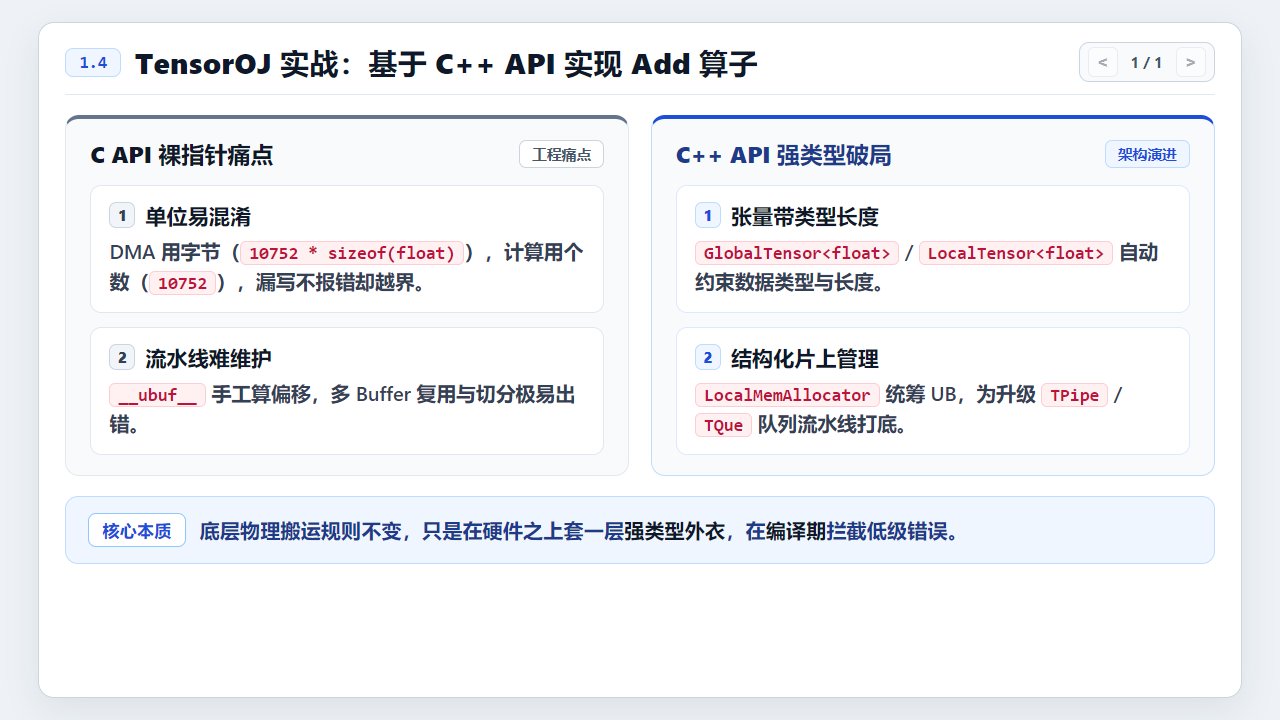 1.4
TensorOJ 实战：基于 C++ API 实现 Add 算子
< 1 / 1 >
C API 裸指针痛点
工程痛点
1 单位易混淆
DMA 用字节（10752 * sizeof(float)），计算用个
数（10752），漏写不报错却越界。
2 流水线难维护
__ubuf__ 手工算偏移，多 Buffer 复用与切分极易出
错。
C++ API 强类型破局
架构演进
1 张量带类型长度
GlobalTensor<float> / LocalTensor<float> 自动
约束数据类型与长度。
2 结构化片上管理
LocalMemAllocator 统筹 UB，为升级 TPipe /
TQue 队列流水线打底。
核心本质 底层物理搬运规则不变，只是在硬件之上套一层强类型外衣，在编译期拦截低级错误。